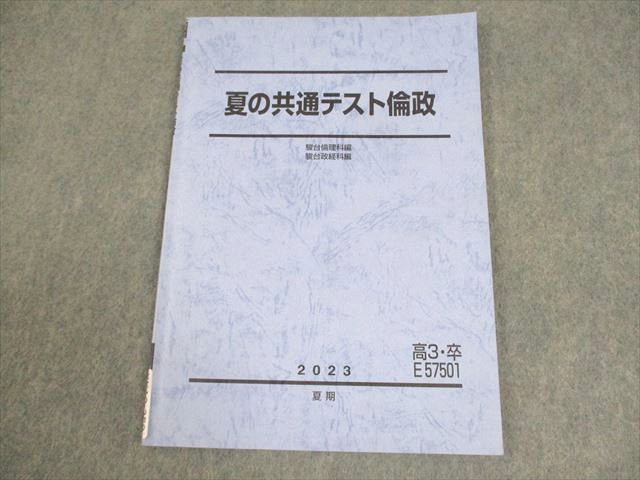 夏の共通テスト倫政
駿台倫理科編
駿台政経科編
高3・卒
E57501
2023
夏期